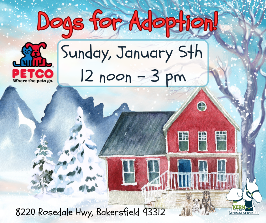 Dogs for Adoption!
Sunday, January 5th
12 noon – 3 pm
PETCO
Where the pets go.
8220 Rosedale Hwy, Bakersfield 93312